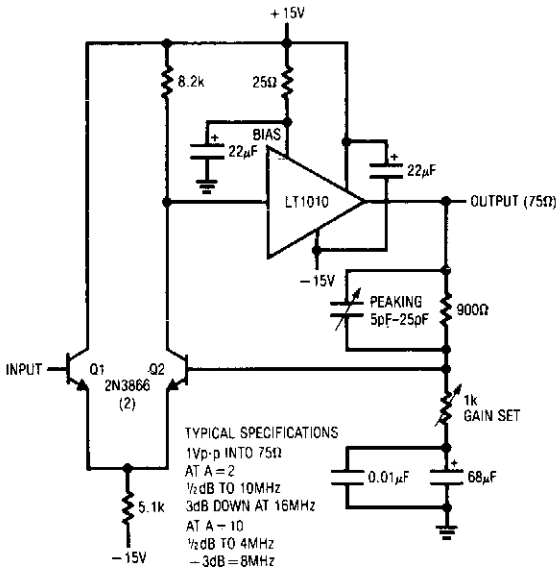 +15V
8.2k
25Ω
BIAS
+
22μF
LT1010
+
22μF
OUTPUT (75Ω)
−15V
PEAKING
5pF-25pF
900Ω
INPUT
Q1
Q2
2N3866
(2)
1k
GAIN SET
TYPICAL SPECIFICATIONS
1Vp-p INTO 75Ω
AT A = 2
½dB TO 10MHz
3dB DOWN AT 16MHz
AT A = 10
½dB TO 4MHz
−3dB = 8MHz
0.01μF
+
68μF
5.1k
−15V